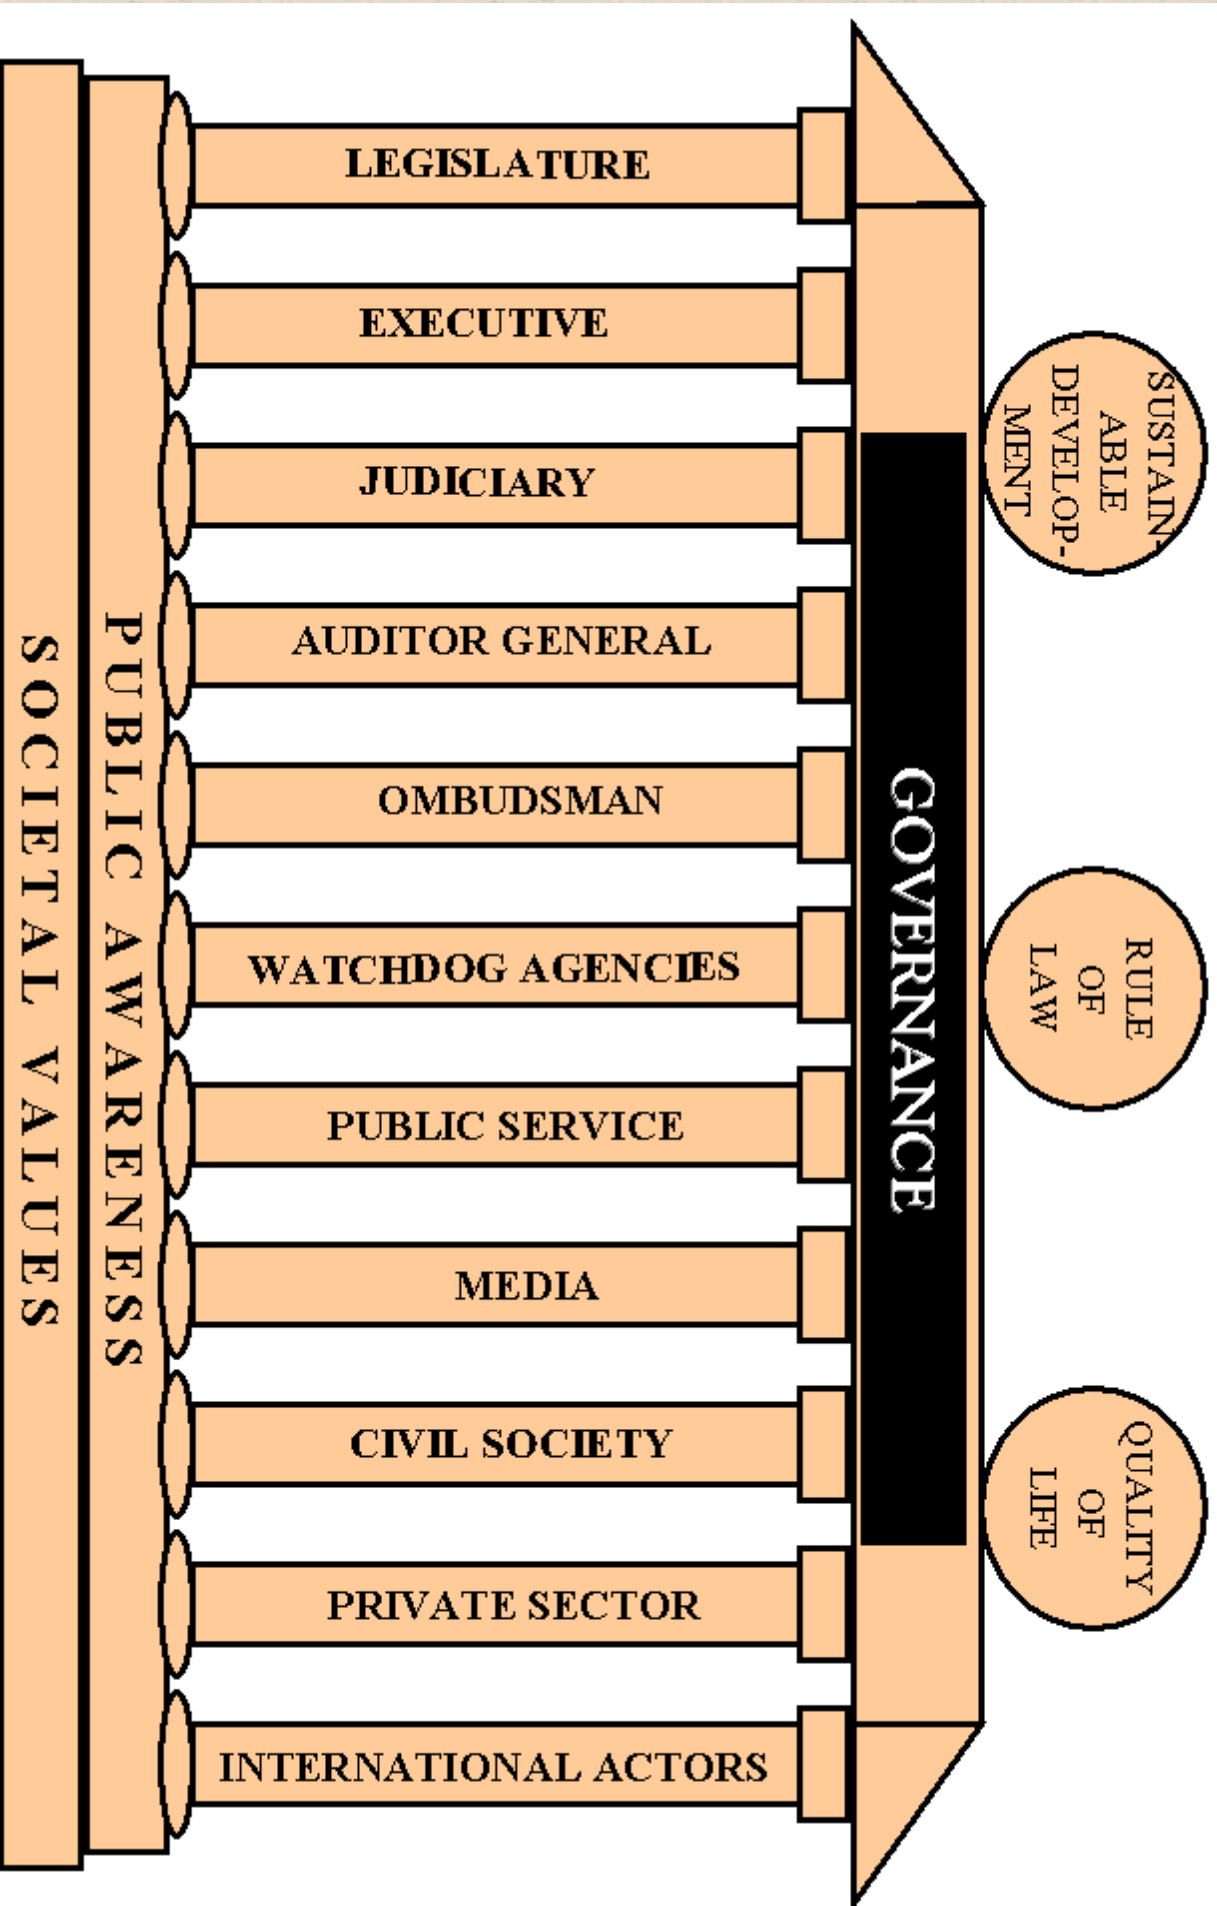 SUSTAIN-
ABLE
DEVELOP-
MENT
RULE
OF
LAW
QUALITY
OF
LIFE
GOVERNANCE
LEGISLATURE
EXECUTIVE
JUDICIARY
AUDITOR GENERAL
OMBUDSMAN
WATCHDOG AGENCIES
PUBLIC SERVICE
MEDIA
CIVIL SOCIETY
PRIVATE SECTOR
INTERNATIONAL ACTORS
PUBLIC AWARENESS
SOCIETAL VALUES